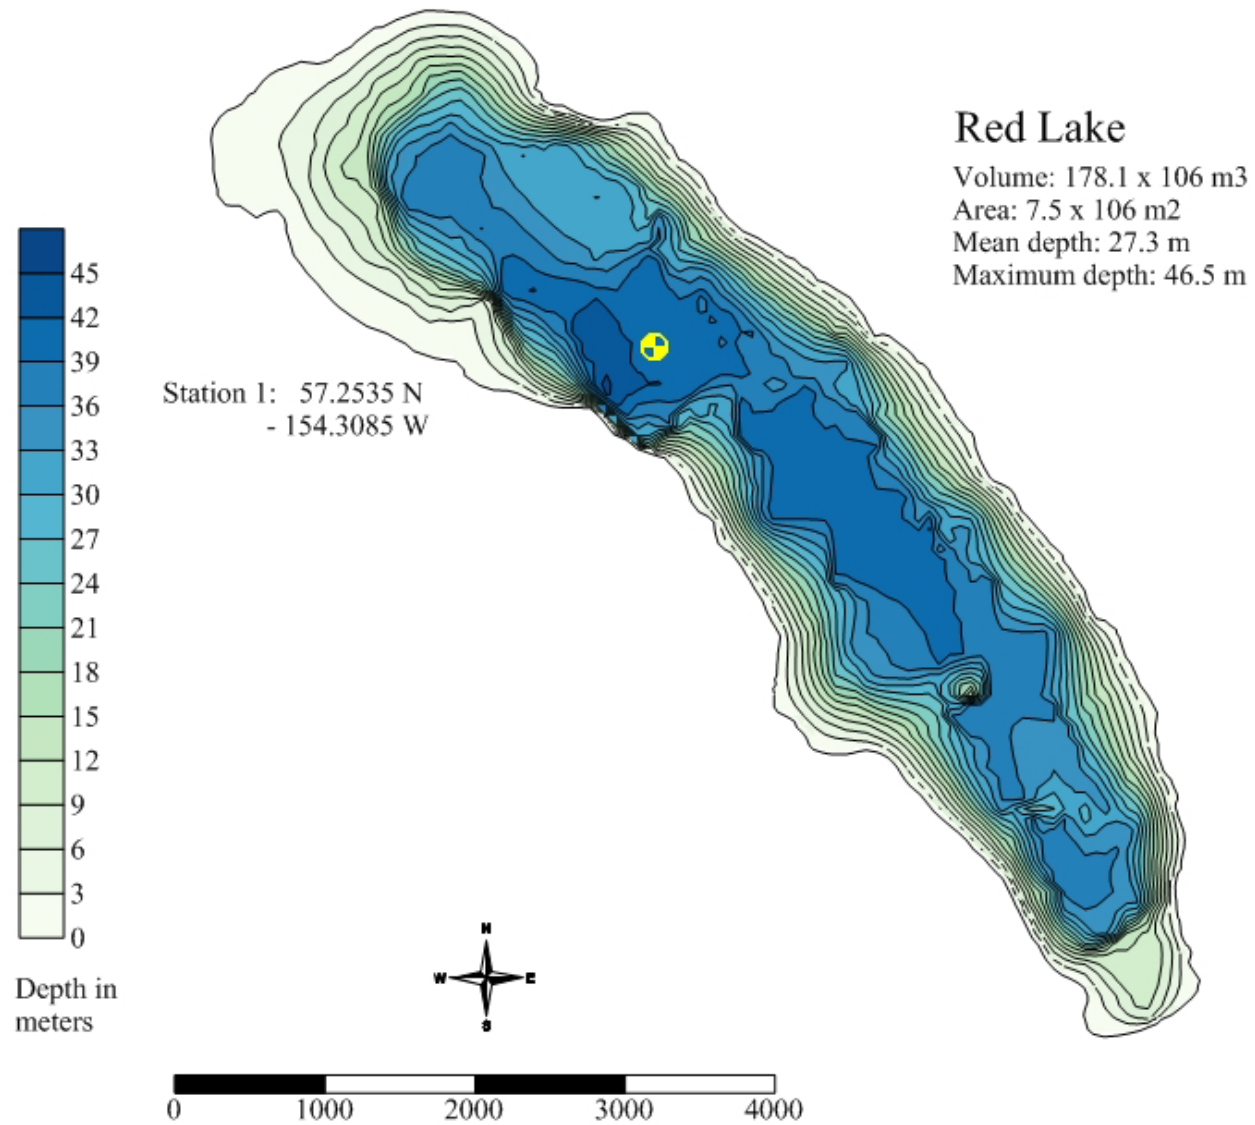 Red Lake
Volume: 178.1 x 106 m3
Area: 7.5 x 106 m2
Mean depth: 27.3 m
Maximum depth: 46.5 m
Station 1: 57.2535 N
- 154.3085 W
45
42
39
36
33
30
27
24
21
18
15
12
9
6
3
0
Depth in
meters
N
W E
S
0 1000 2000 3000 4000